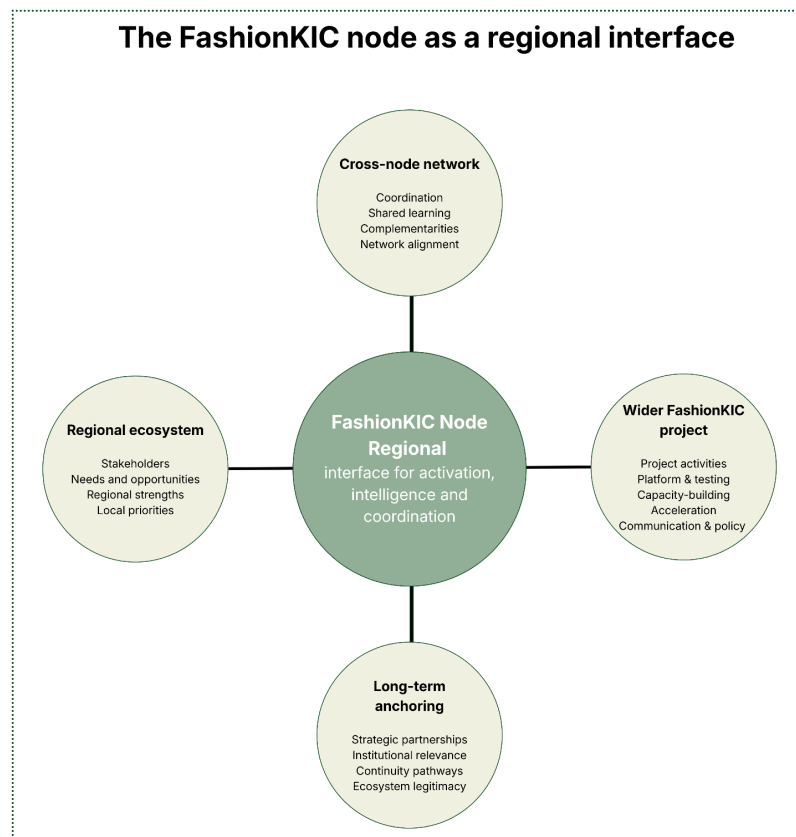 The FashionKIC node as a regional interface
Cross-node network
Coordination
Shared learning
Complementarities
Network alignment
Regional ecosystem
Stakeholders
Needs and opportunities
Regional strengths
Local priorities
FashionKIC Node
Regional
interface for activation,
intelligence and
coordination
Wider FashionKIC
project
Project activities
Platform & testing
Capacity-building
Acceleration
Communication & policy
Long-term
anchoring
Strategic partnerships
Institutional relevance
Continuity pathways
Ecosystem legitimacy